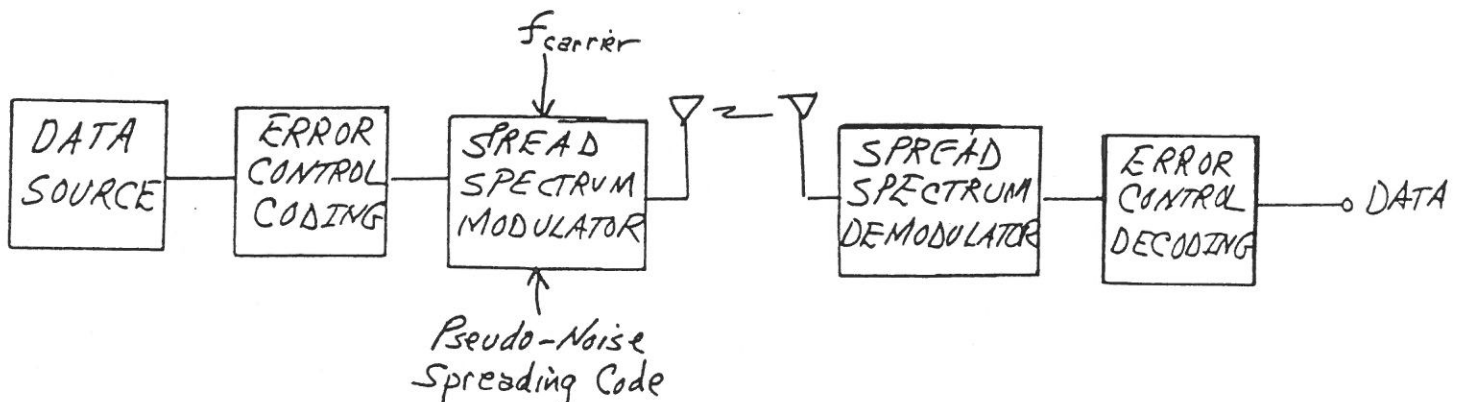 fcarrier
DATA
SOURCE
ERROR
CONTROL
CODING
SPREAD
SPECTRUM
MODULATOR
SPREAD
SPECTRUM
DEMODULATOR
ERROR
CONTROL
DECODING
DATA
Pseudo-Noise
Spreading Code